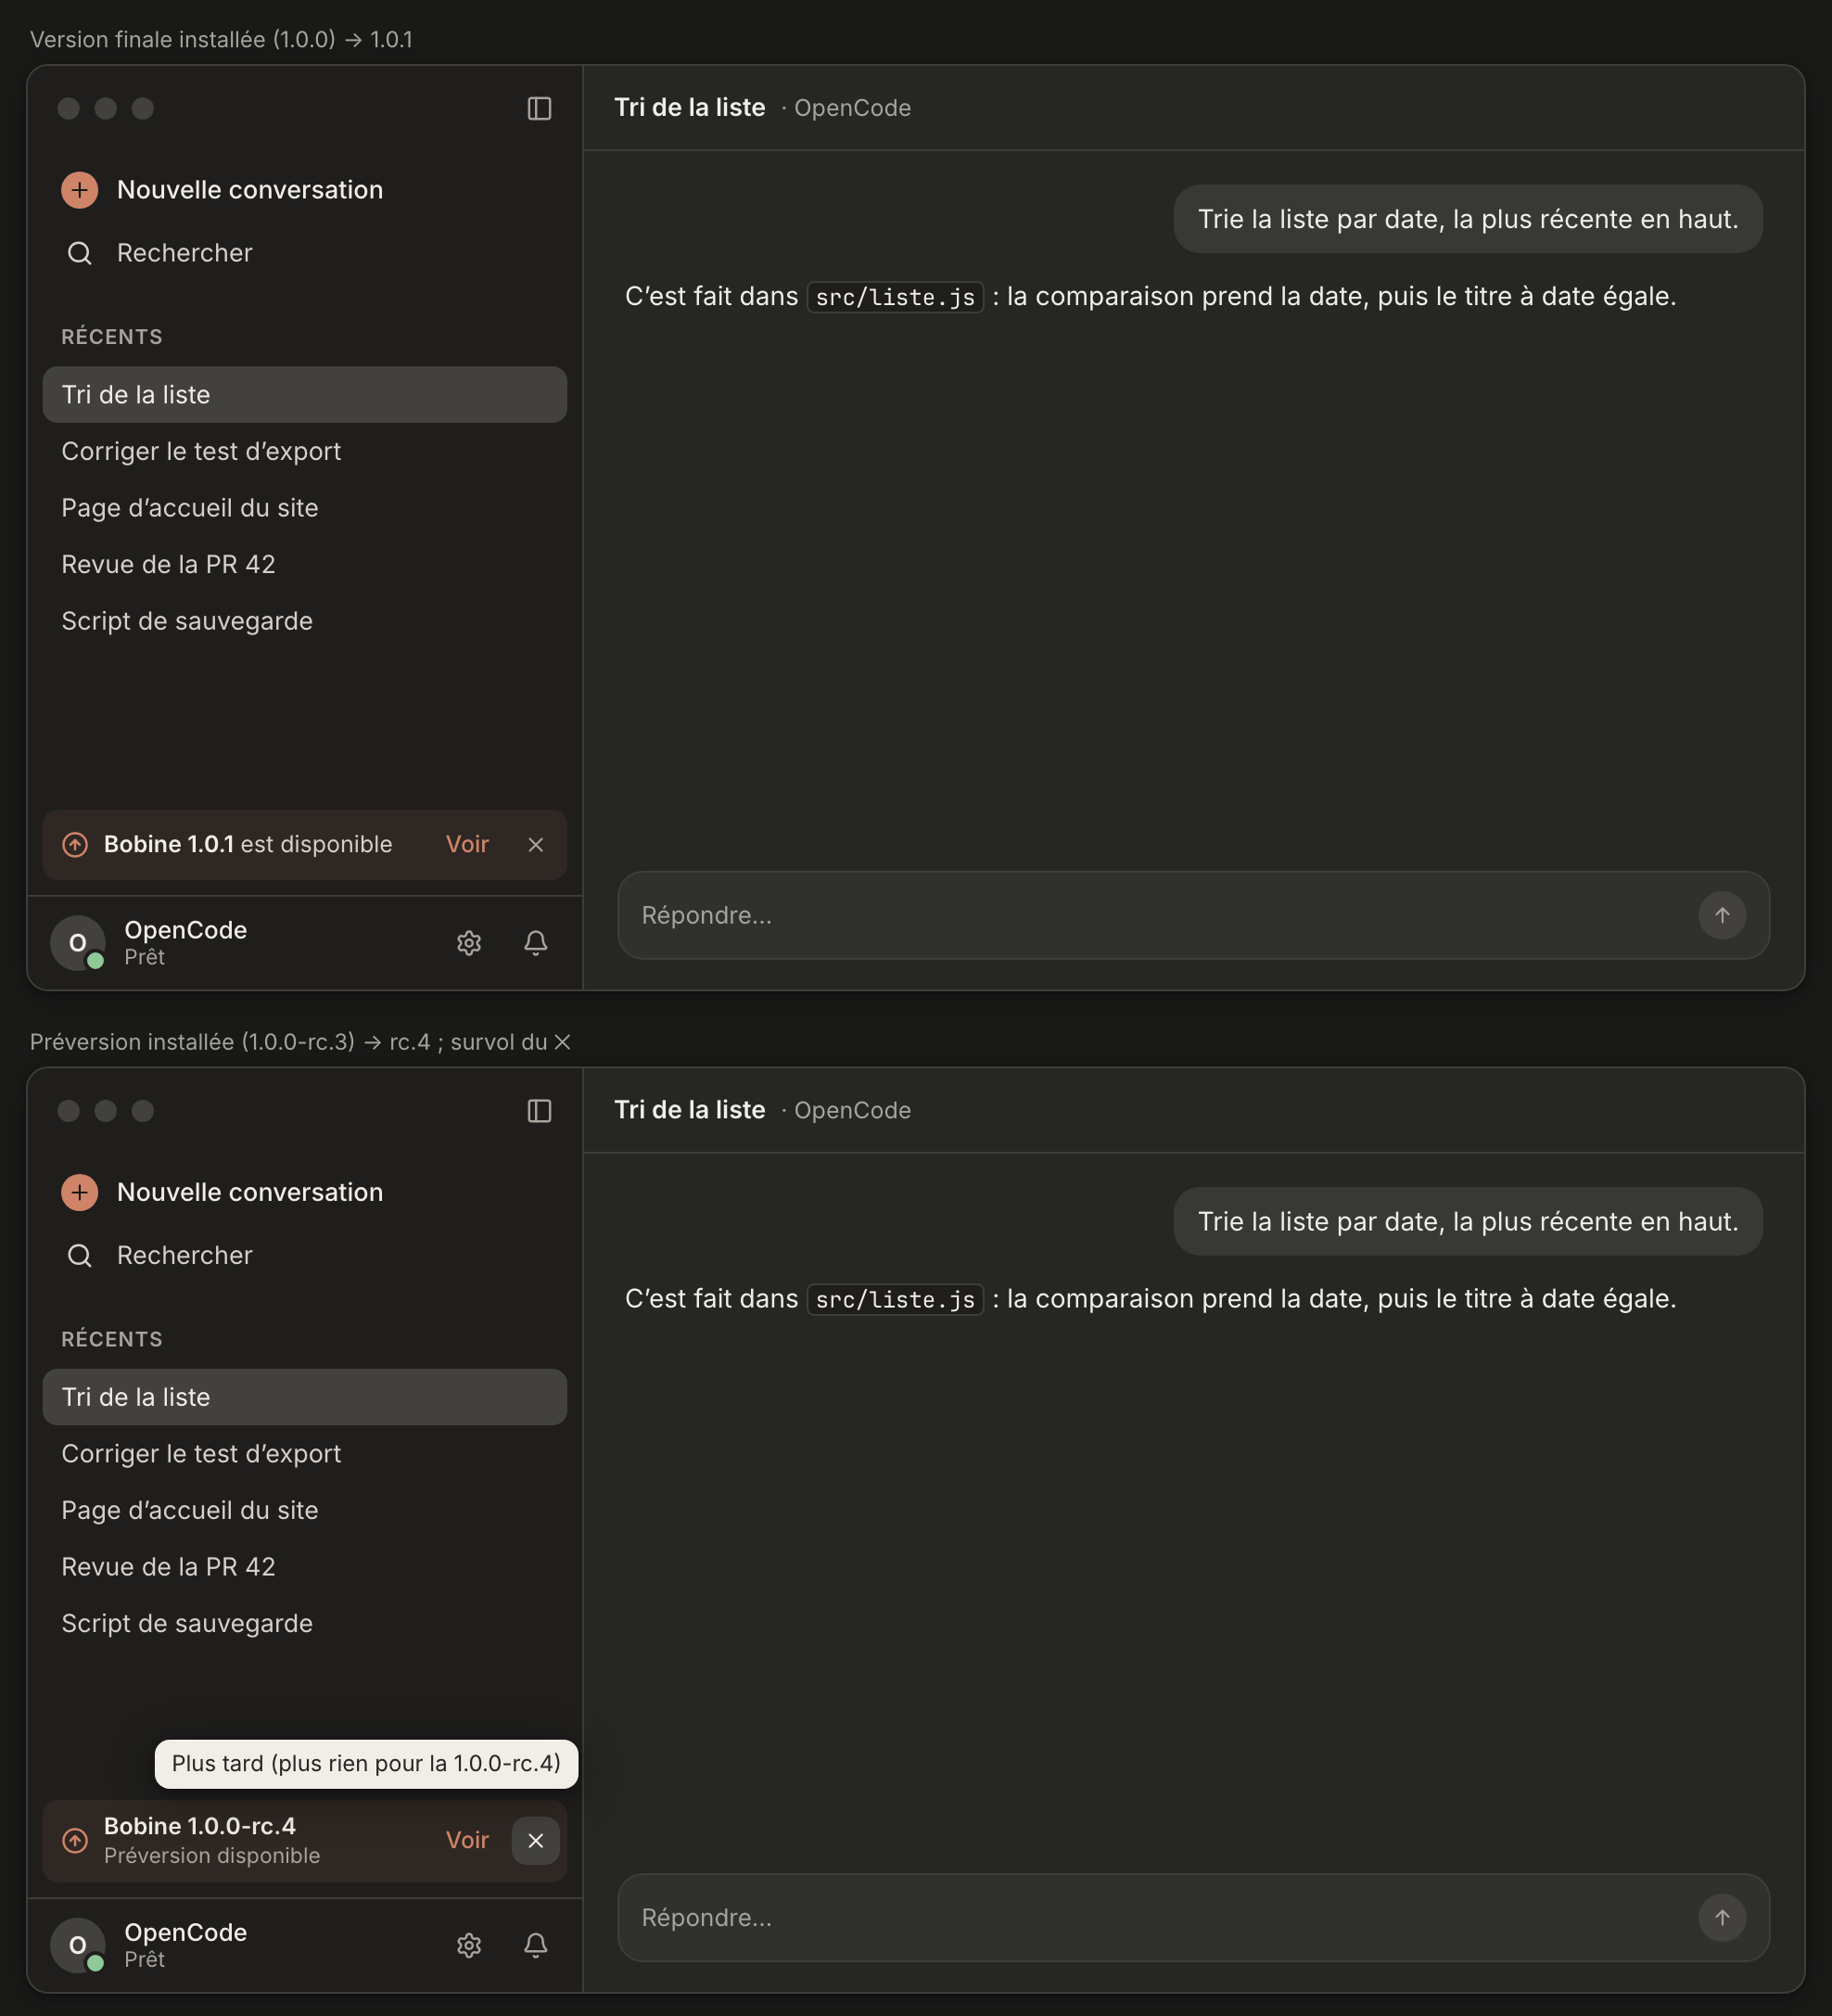 Version finale installée (1.0.0) → 1.0.1
Tri de la liste · OpenCode
Nouvelle conversation
Rechercher
RÉCENTS
Tri de la liste
Corriger le test d’export
Page d’accueil du site
Revue de la PR 42
Script de sauvegarde
Bobine 1.0.1 est disponible Voir
O OpenCode
Prêt
Trie la liste par date, la plus récente en haut.
C’est fait dans src/liste.js : la comparaison prend la date, puis le titre à date égale.
Répondre…
Préversion installée (1.0.0-rc.3) → rc.4 ; survol du ×
Tri de la liste · OpenCode
Nouvelle conversation
Rechercher
RÉCENTS
Tri de la liste
Corriger le test d’export
Page d’accueil du site
Revue de la PR 42
Script de sauvegarde
Plus tard (plus rien pour la 1.0.0-rc.4)
Bobine 1.0.0-rc.4 Voir
Préversion disponible
O OpenCode
Prêt
Trie la liste par date, la plus récente en haut.
C’est fait dans src/liste.js : la comparaison prend la date, puis le titre à date égale.
Répondre…